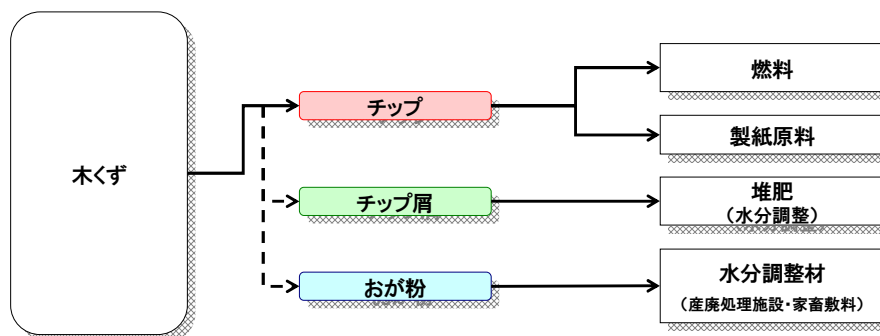 木くず
チップ
燃料
製紙原料
チップ屑
堆肥
（水分調整）
おが粉
水分調整材
（産廃処理施設・家畜敷料）